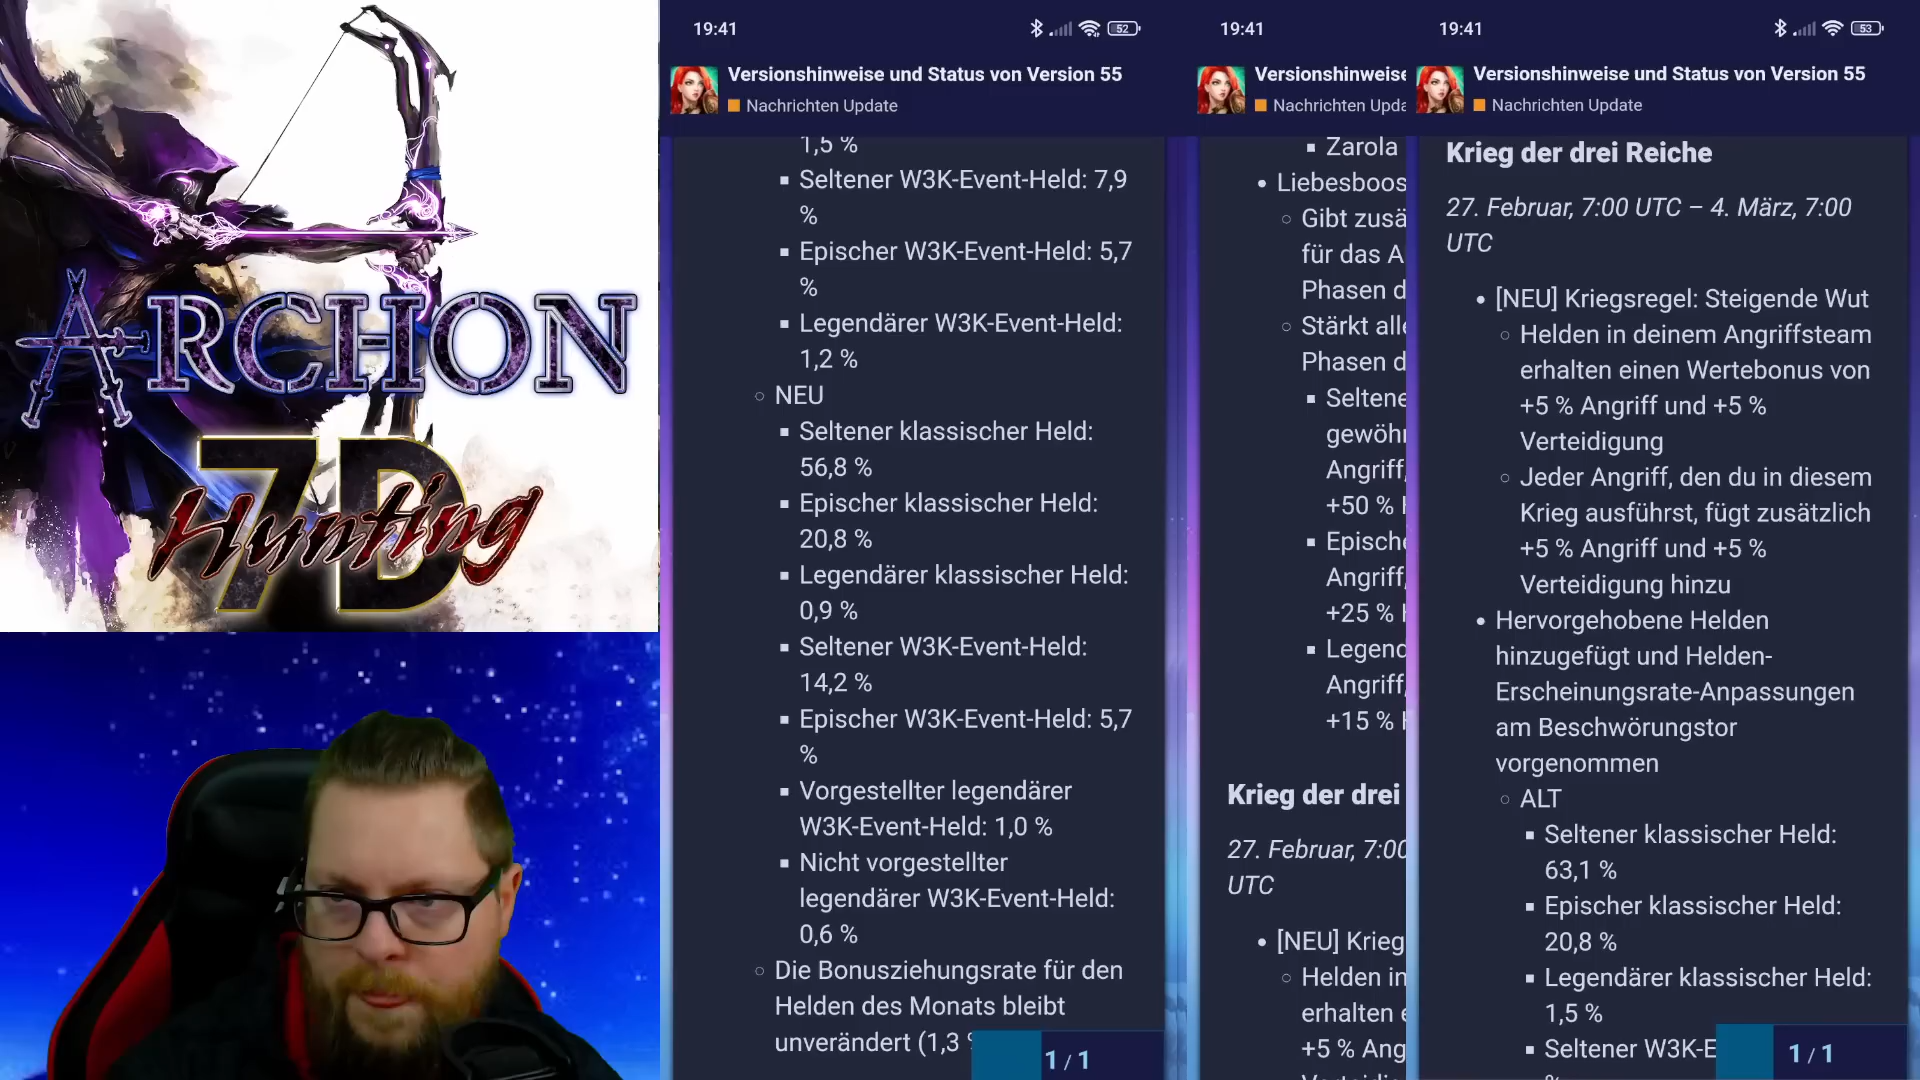 ARCHON
7D
Hunting
19:41
52
Versionshinweise und Status von Version 55
Nachrichten Update
1,5 %
Seltener W3K-Event-Held: 7,9
%
Epischer W3K-Event-Held: 5,7
%
Legendärer W3K-Event-Held:
1,2 %
NEU
Seltener klassischer Held:
56,8 %
Epischer klassischer Held:
20,8 %
Legendärer klassischer Held:
0,9 %
Seltener W3K-Event-Held:
14,2 %
Epischer W3K-Event-Held: 5,7
%
Vorgestellter legendärer
W3K-Event-Held: 1,0 %
Nicht vorgestellter
legendärer W3K-Event-Held:
0,6 %
Die Bonusziehungsrate für den
Helden des Monats bleibt
unverändert (1,3
1 / 1
19:41
Versionshinweise
Nachrichten Upda
Zarola
Liebesboos
Gibt zusä
für das A
Phasen d
Stärkt alle
Phasen d
Seltene
gewöhn
Angriff,
+50 %
Epische
Angriff,
+25 %
Legend
Angriff,
+15 %
Krieg der drei
27. Februar, 7:00
UTC
[NEU] Krieg
Helden in
erhalten e
+5 % Ang
19:41
53
Versionshinweise und Status von Version 55
Nachrichten Update
Krieg der drei Reiche
27. Februar, 7:00 UTC – 4. März, 7:00
UTC
[NEU] Kriegsregel: Steigende Wut
Helden in deinem Angriffsteam
erhalten einen Wertebonus von
+5 % Angriff und +5 %
Verteidigung
Jeder Angriff, den du in diesem
Krieg ausführst, fügt zusätzlich
+5 % Angriff und +5 %
Verteidigung hinzu
Hervorgehobene Helden
hinzugefügt und Helden-
Erscheinungsrate-Anpassungen
am Beschwörungstor
vorgenommen
ALT
Seltener klassischer Held:
63,1 %
Epischer klassischer Held:
20,8 %
Legendärer klassischer Held:
1,5 %
Seltener W3K-E
1 / 1